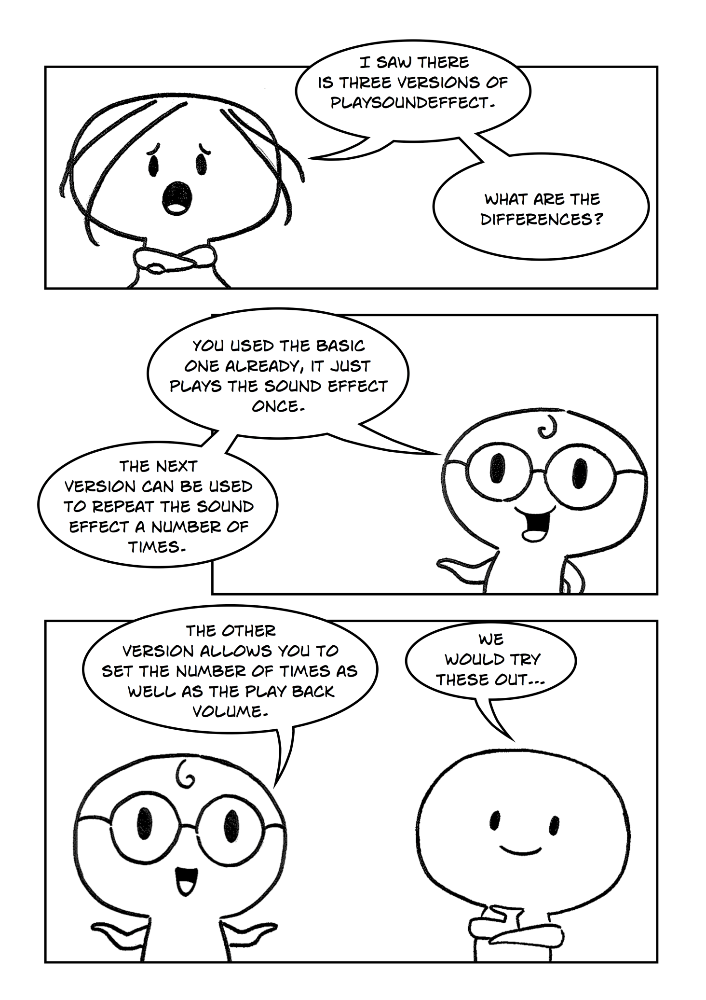 I SAW THERE
IS THREE VERSIONS OF
PLAYSOUNDEFFECT.
WHAT ARE THE
DIFFERENCES?
YOU USED THE BASIC
ONE ALREADY, IT JUST
PLAYS THE SOUND EFFECT
ONCE.
THE NEXT
VERSION CAN BE USED
TO REPEAT THE SOUND
EFFECT A NUMBER OF
TIMES.
THE OTHER
VERSION ALLOWS YOU TO
SET THE NUMBER OF TIMES AS
WELL AS THE PLAY BACK
VOLUME.
WE
WOULD TRY
THESE OUT...